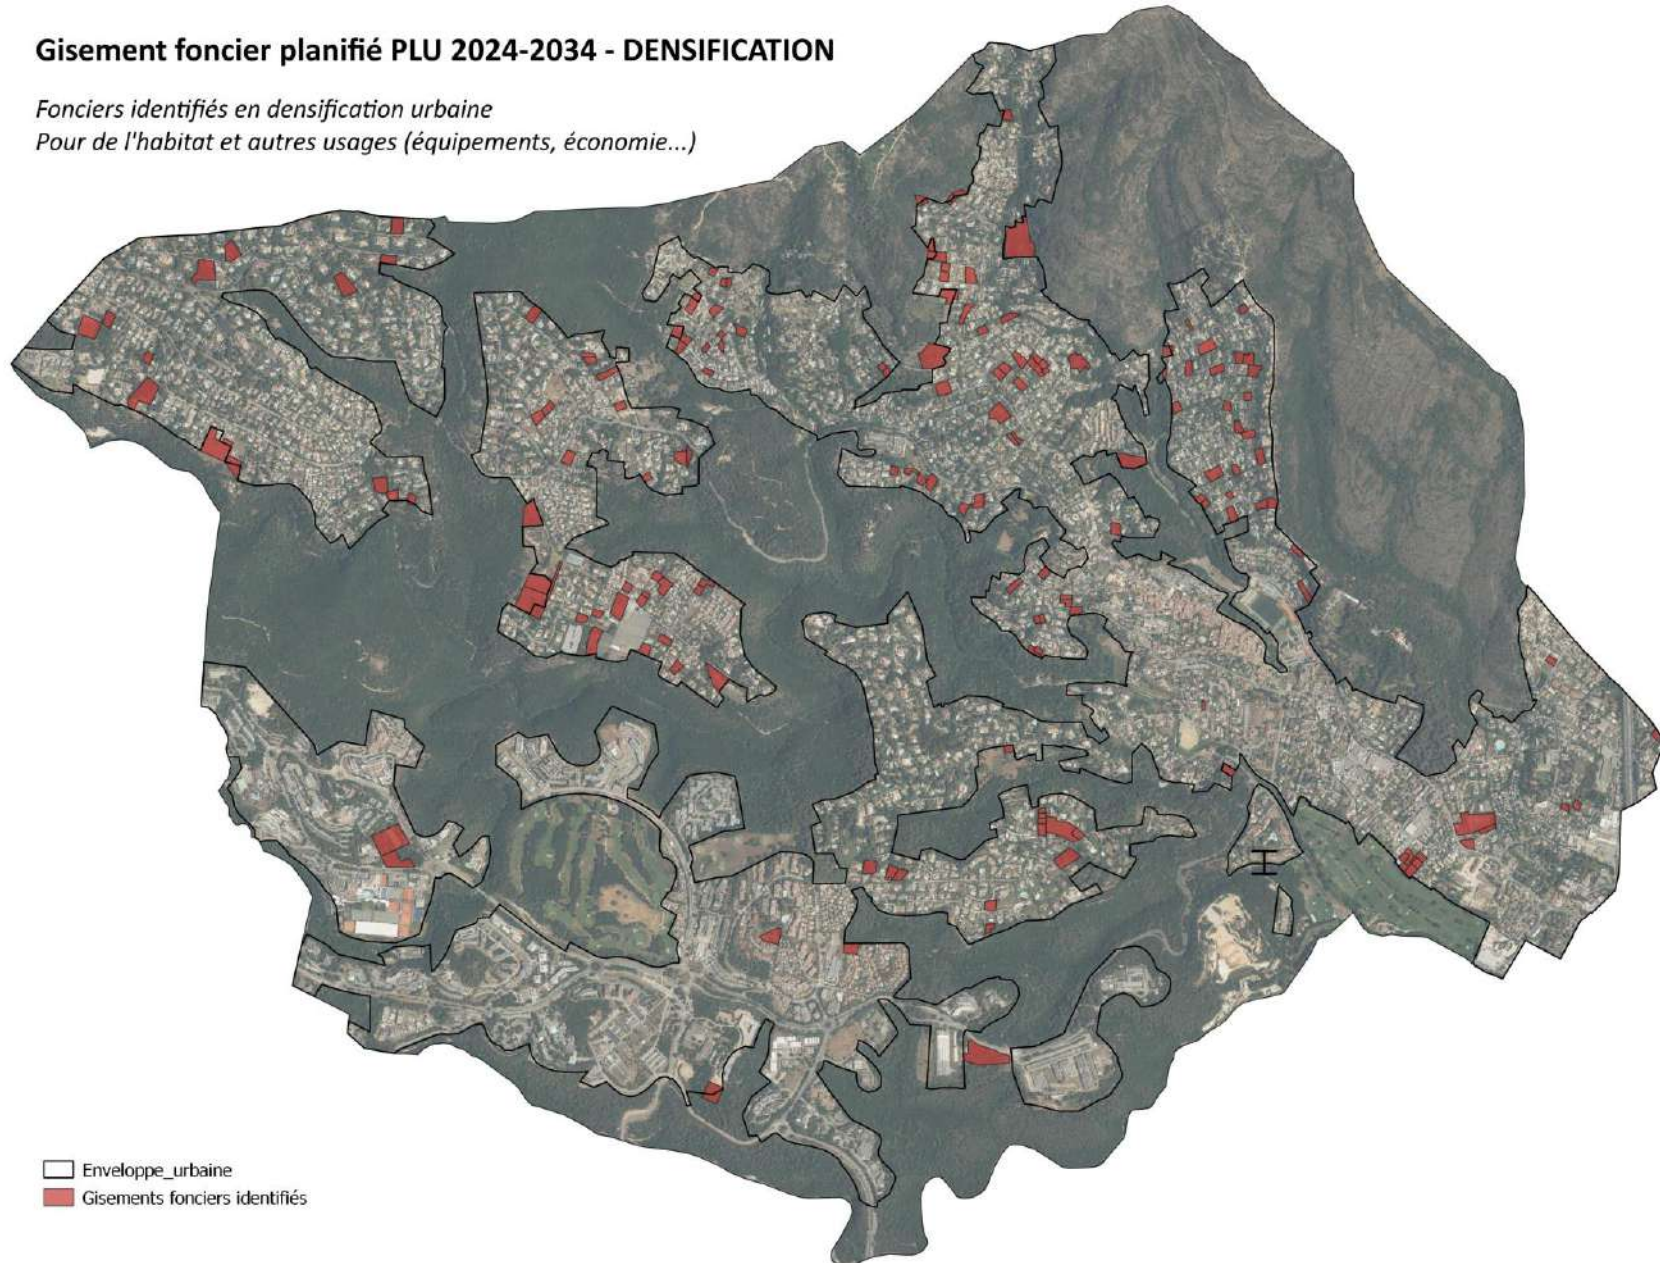 Gisement foncier planifié PLU 2024-2034 - DENSIFICATION
Fonciers identifiés en densification urbaine
Pour de l'habitat et autres usages (équipements, économie...)
Enveloppe_urbaine
Gisements fonciers identifiés